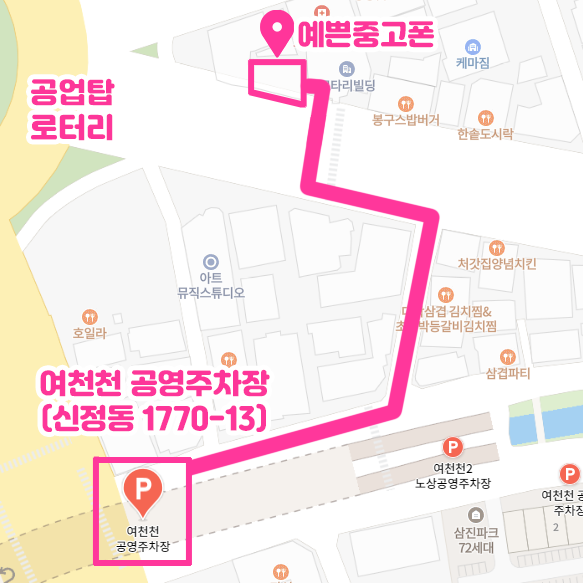 예쁜중고폰
케마짐
공업탑
로터리
타리빌딩
봉구스밥버거
한솥도시락
처갓집양념치킨
아트
뮤직스튜디오
삼겹 김치찜&
박등갈비김치찜
호일라
삼겹파티
여천천 공영주차장
(신정동 1770-13)
P
여천천2
노상공영주차장
P
여천천
공영주차장
P
여천천 공
주차장
삼진파크
72세대
2